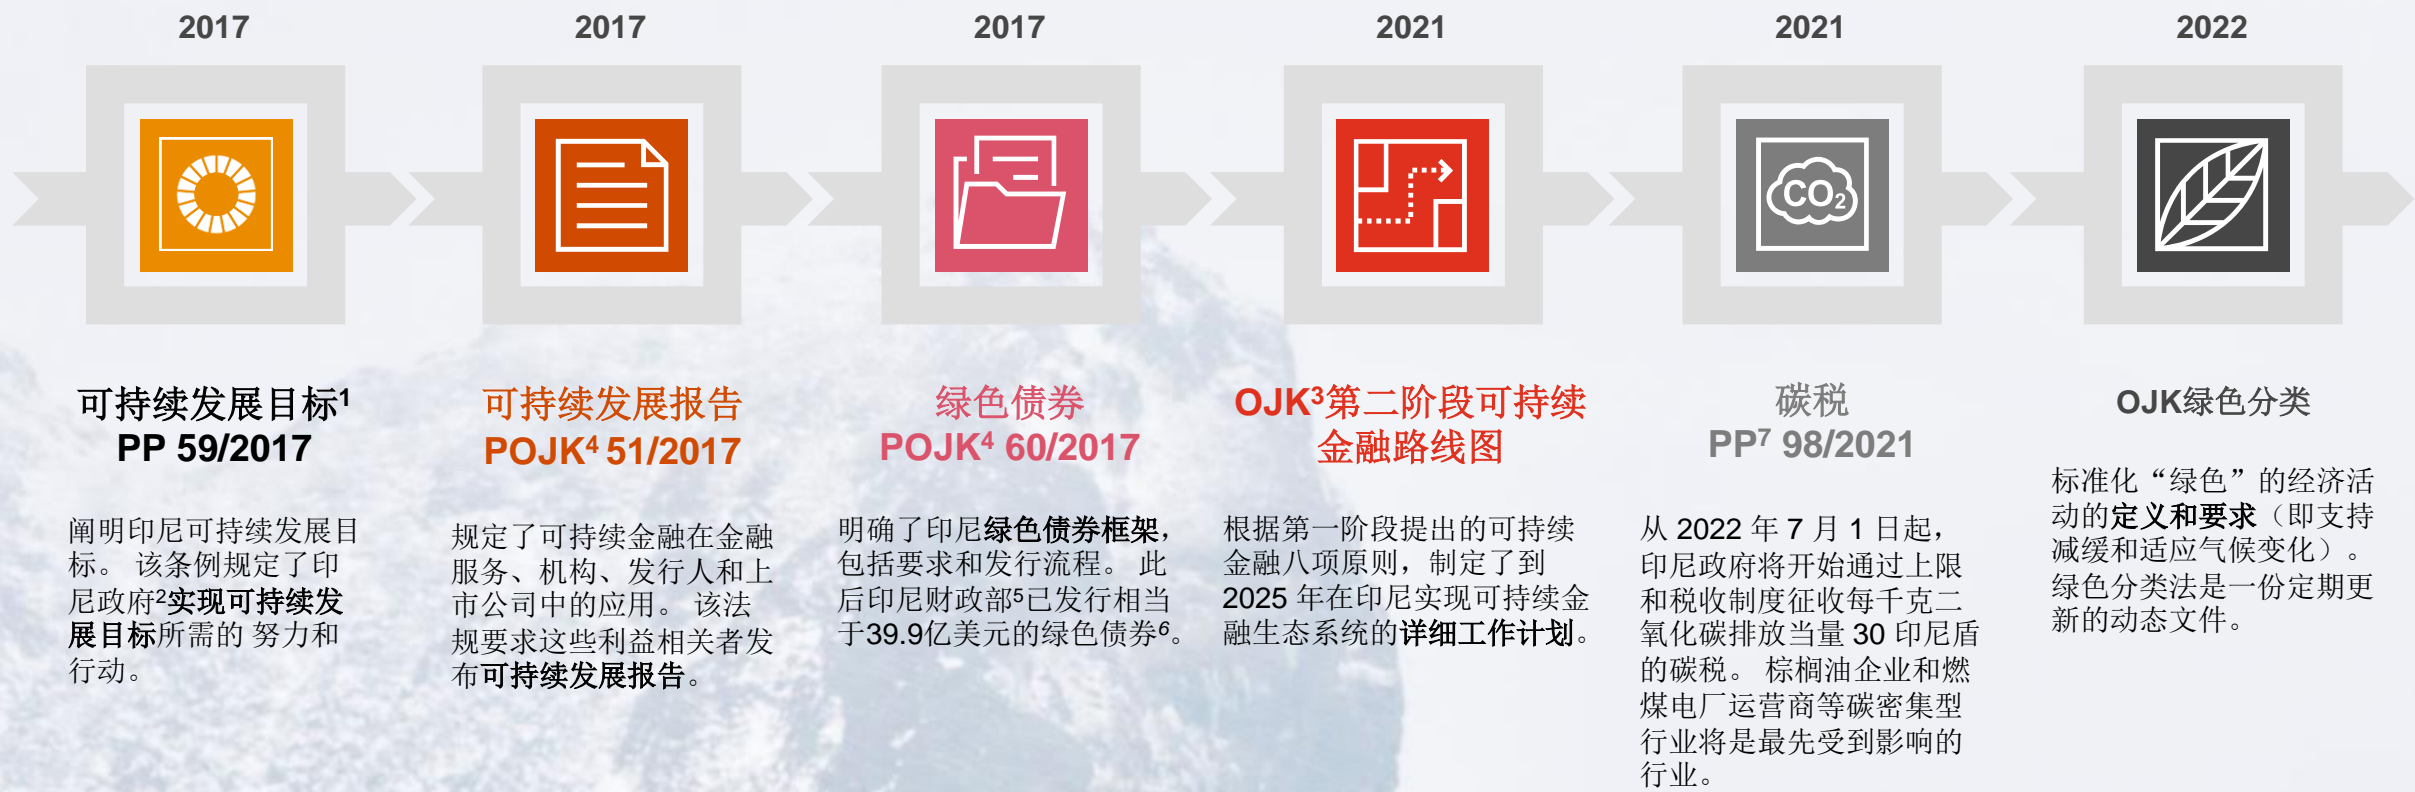 2017
2017
2017
2021
2021
2022
CO2
可持续发展目标1
PP 59/2017
阐明印尼可持续发展目
标。 该条例规定了印
尼政府2实现可持续发
展目标所需的 努力和
行动。
可持续发展报告
POJK4 51/2017
规定了可持续金融在金融
服务、机构、发行人和上
市公司中的应用。 该法
规要求这些利益相关者发
布可持续发展报告。
绿色债券
POJK4 60/2017
明确了印尼绿色债券框架，
包括要求和发行流程。 此
后印尼财政部5已发行相当
于39.9亿美元的绿色债券6。
OJK3第二阶段可持续
金融路线图
根据第一阶段提出的可持续
金融八项原则，制定了到
2025 年在印尼实现可持续金
融生态系统的详细工作计划。
碳税
PP7 98/2021
从 2022 年 7 月 1 日起，
印尼政府将开始通过上限
和税收制度征收每千克二
氧化碳排放当量 30 印尼盾
的碳税。 棕榈油企业和燃
煤电厂运营商等碳密集型
行业将是最先受到影响的
行业。
OJK绿色分类
标准化“绿色”的经济活
动的定义和要求（即支持
减缓和适应气候变化）。
绿色分类法是一份定期更
新的动态文件。